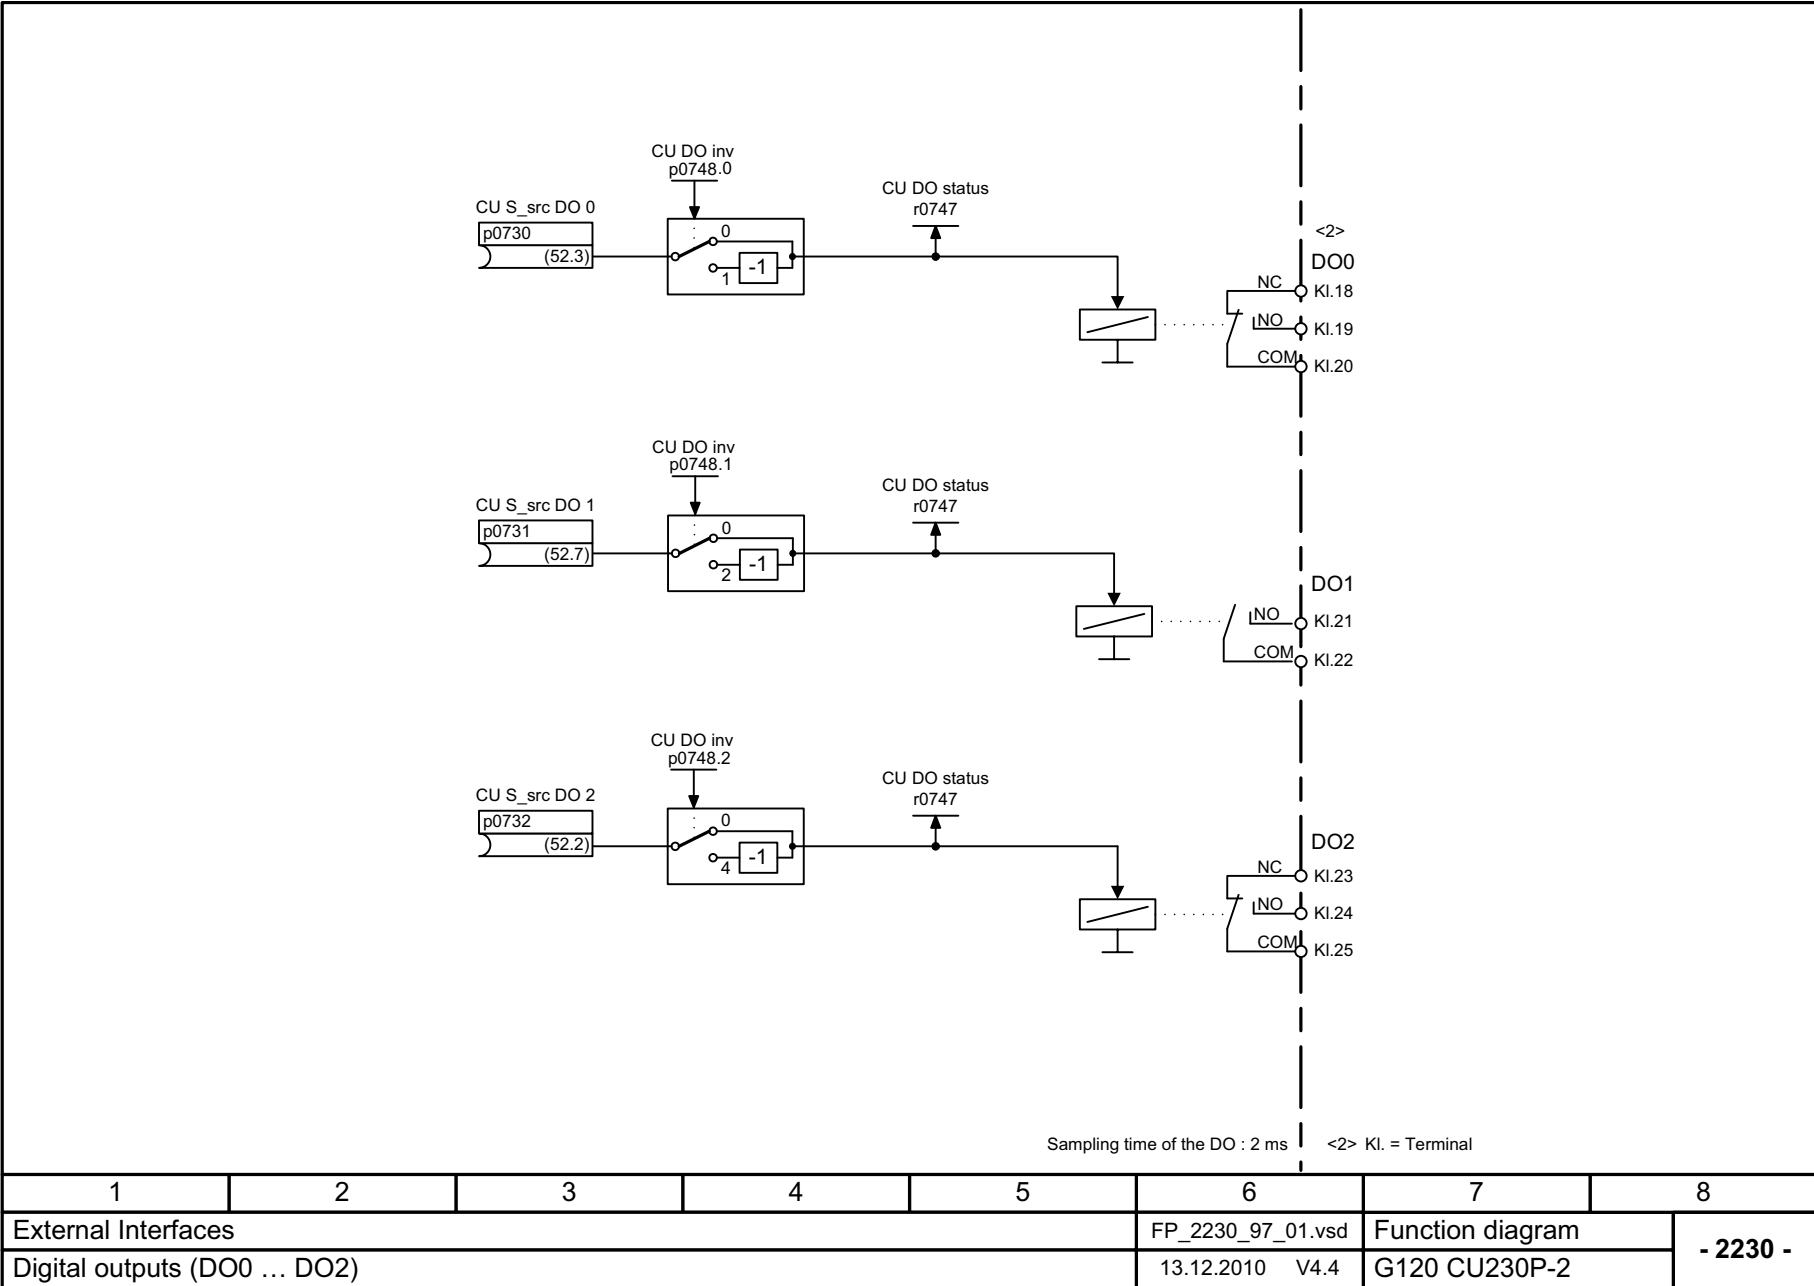 CU DO inv
p0748.0
CU S_src DO 0
p0730
(52.3)
0
1
-1
CU DO status
r0747
<2>
DO0
NC
Kl.18
NO
Kl.19
COM
Kl.20
CU DO inv
p0748.1
CU S_src DO 1
p0731
(52.7)
0
2
-1
CU DO status
r0747
DO1
NO
Kl.21
COM
Kl.22
CU DO inv
p0748.2
CU S_src DO 2
p0732
(52.2)
0
4
-1
CU DO status
r0747
DO2
NC
Kl.23
NO
Kl.24
COM
Kl.25
Sampling time of the DO : 2 ms
<2> Kl. = Terminal
1 2 3 4 5 6 7 8
External Interfaces
FP_2230_97_01.vsd
Function diagram
- 2230 -
Digital outputs (DO0 … DO2)
13.12.2010 V4.4
G120 CU230P-2